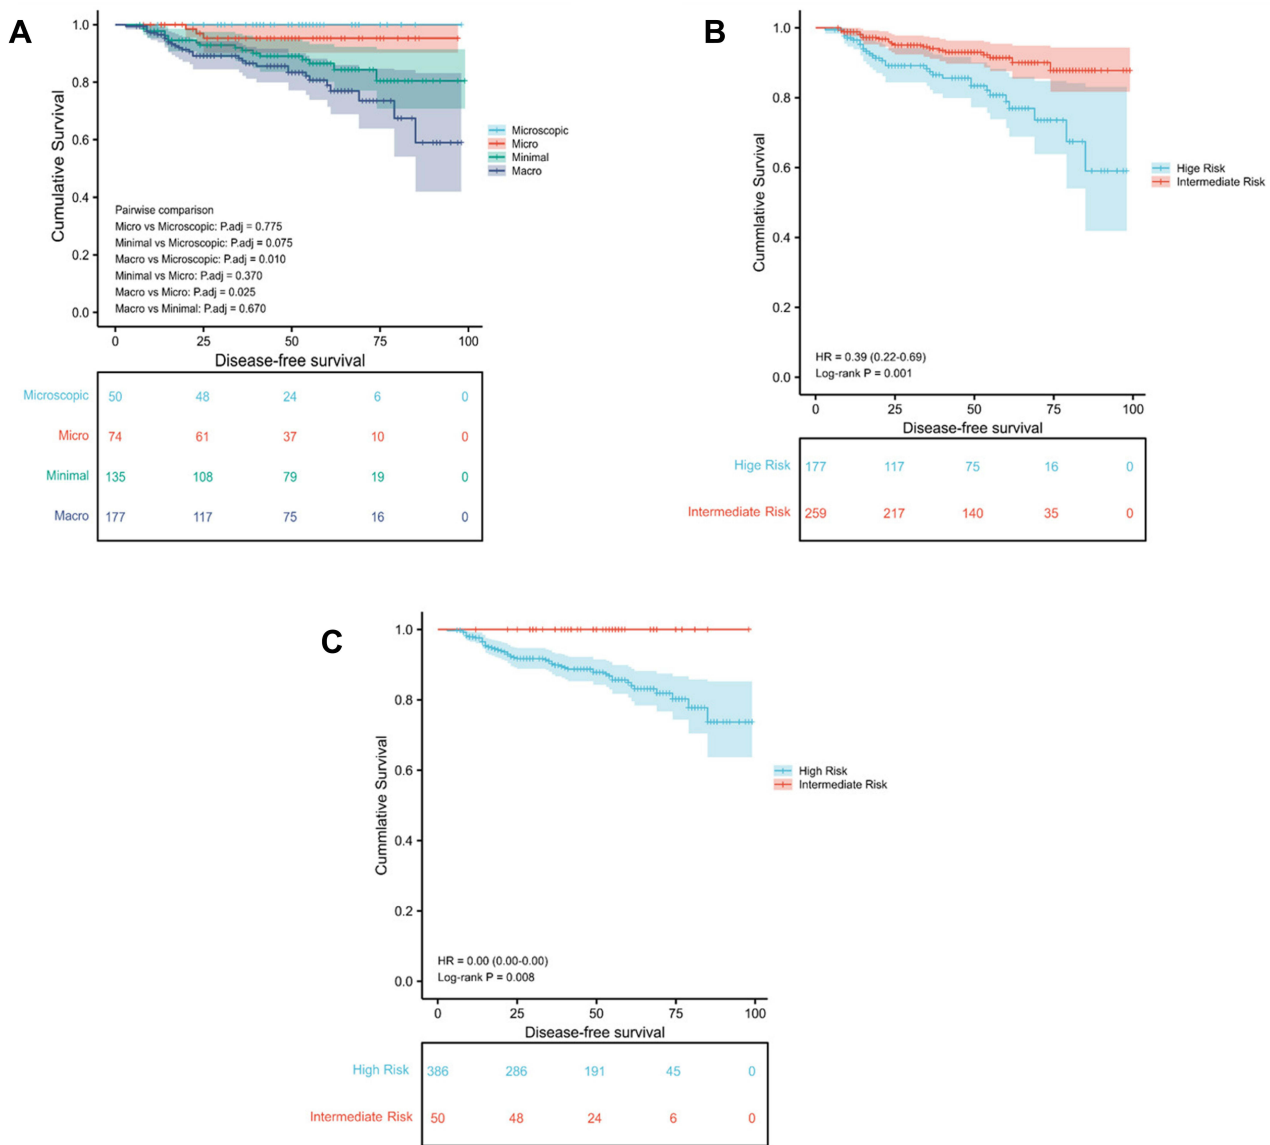 A
1.0
0.8
0.6
0.4
0.2
0.0
Cumulative Survival
Pairwise comparison
Micro vs Microscopic: P.adj = 0.775
Minimal vs Microscopic: P.adj = 0.075
Macro vs Microscopic: P.adj = 0.010
Minimal vs Micro: P.adj = 0.370
Macro vs Micro: P.adj = 0.025
Macro vs Minimal: P.adj = 0.670
Microscopic
Micro
Minimal
Macro
0 25 50 75 100
Disease-free survival
Microscopic 50 48 24 6 0
Micro 74 61 37 10 0
Minimal 135 108 79 19 0
Macro 177 117 75 16 0
B
1.0
0.8
0.6
0.4
0.2
0.0
Cummlative Survival
HR = 0.39 (0.22-0.69)
Log-rank P = 0.001
Hige Risk
Intermediate Risk
0 25 50 75 100
Disease-free survival
Hige Risk 177 117 75 16 0
Intermediate Risk 259 217 140 35 0
C
1.0
0.8
0.6
0.4
0.2
0.0
Cummlative Survival
HR = 0.00 (0.00-0.00)
Log-rank P = 0.008
High Risk
Intermediate Risk
0 25 50 75 100
Disease-free survival
High Risk 386 286 191 45 0
Intermediate Risk 50 48 24 6 0